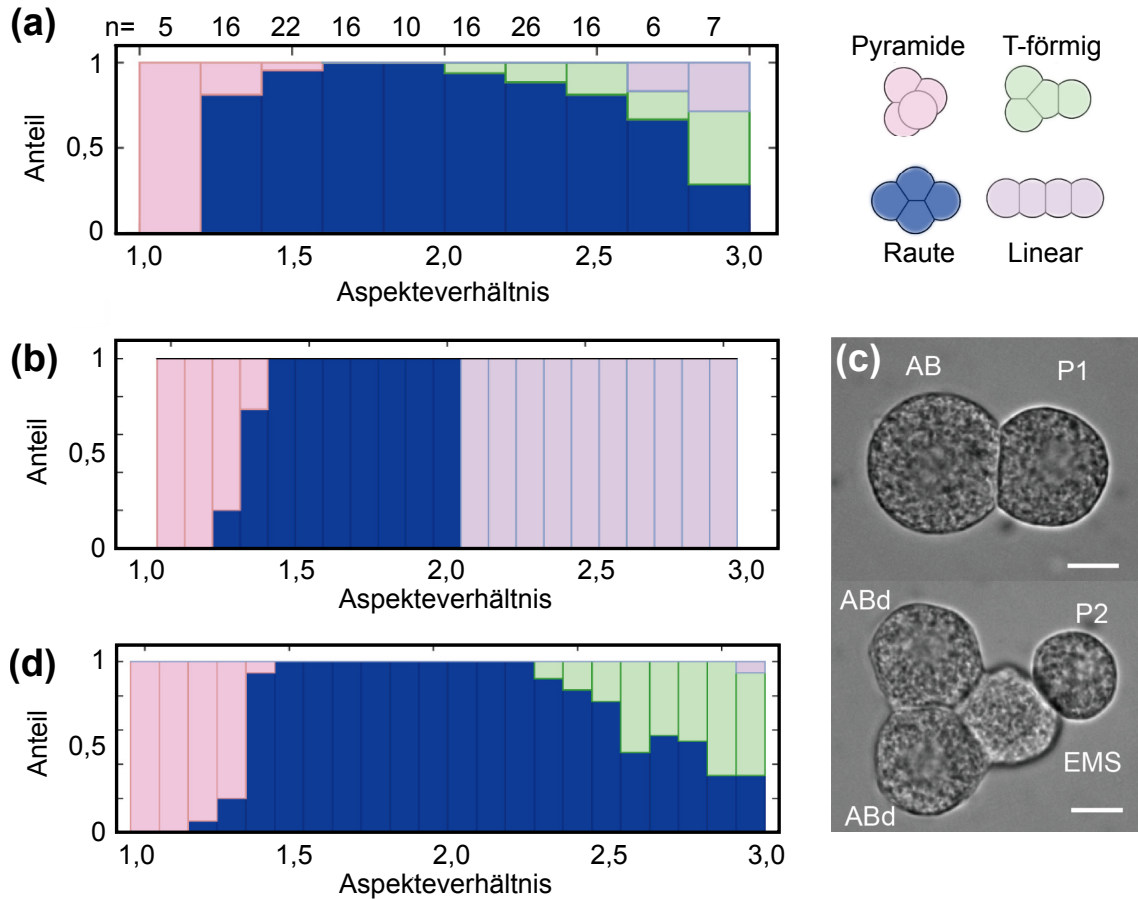 (a)
n= 5 16 22 16 10 16 26 16 6 7
Anteil
1
0,5
0
1,0 1,5 2,0 2,5 3,0
Aspekteverhältnis
Pyramide T-förmig
Raute Linear
(b)
Anteil
1
0,5
0
1,0 1,5 2,0 2,5 3,0
Aspekteverhältnis
(c)
AB P1
ABd P2
EMS
ABd
(d)
Anteil
1
0,5
0
1,0 1,5 2,0 2,5 3,0
Aspekteverhältnis